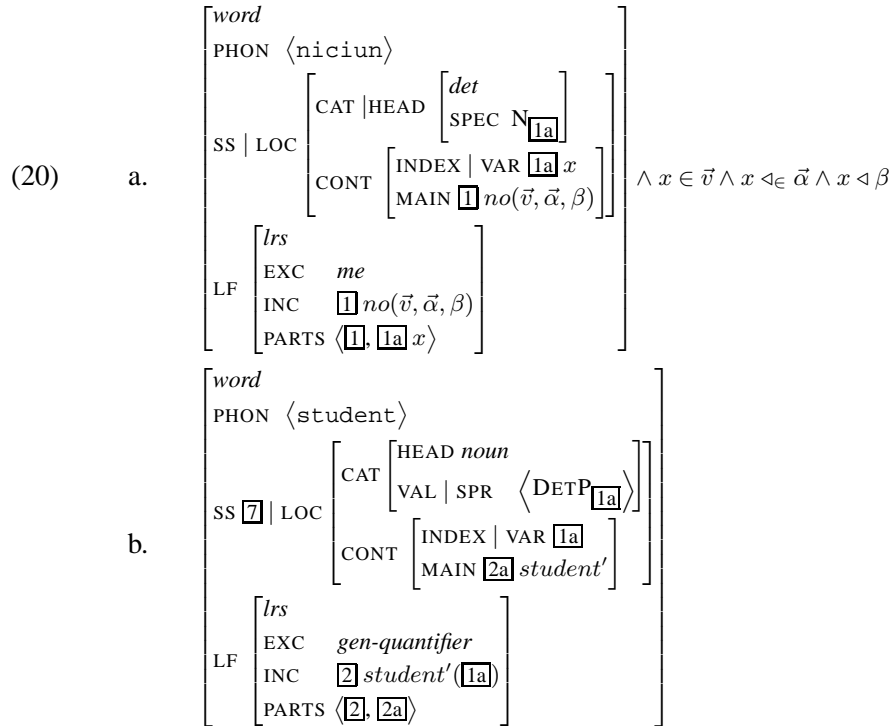 (20) a.
word
PHON ⟨niciun⟩
SS | LOC
CAT | HEAD
det
SPEC N[1a]
CONT
INDEX | VAR [1a] x
MAIN [1] no(v⃗, α⃗, β)
∧ x ∈ v⃗ ∧ x ◁∈ α⃗ ∧ x ◁ β
LF
lrs
EXC me
INC [1] no(v⃗, α⃗, β)
PARTS ⟨[1], [1a] x⟩
b.
word
PHON ⟨student⟩
SS [7] | LOC
CAT
HEAD noun
VAL | SPR ⟨DETP[1a]⟩
CONT
INDEX | VAR [1a]
MAIN [2a] student′
LF
lrs
EXC gen-quantifier
INC [2] student′([1a])
PARTS ⟨[2], [2a]⟩